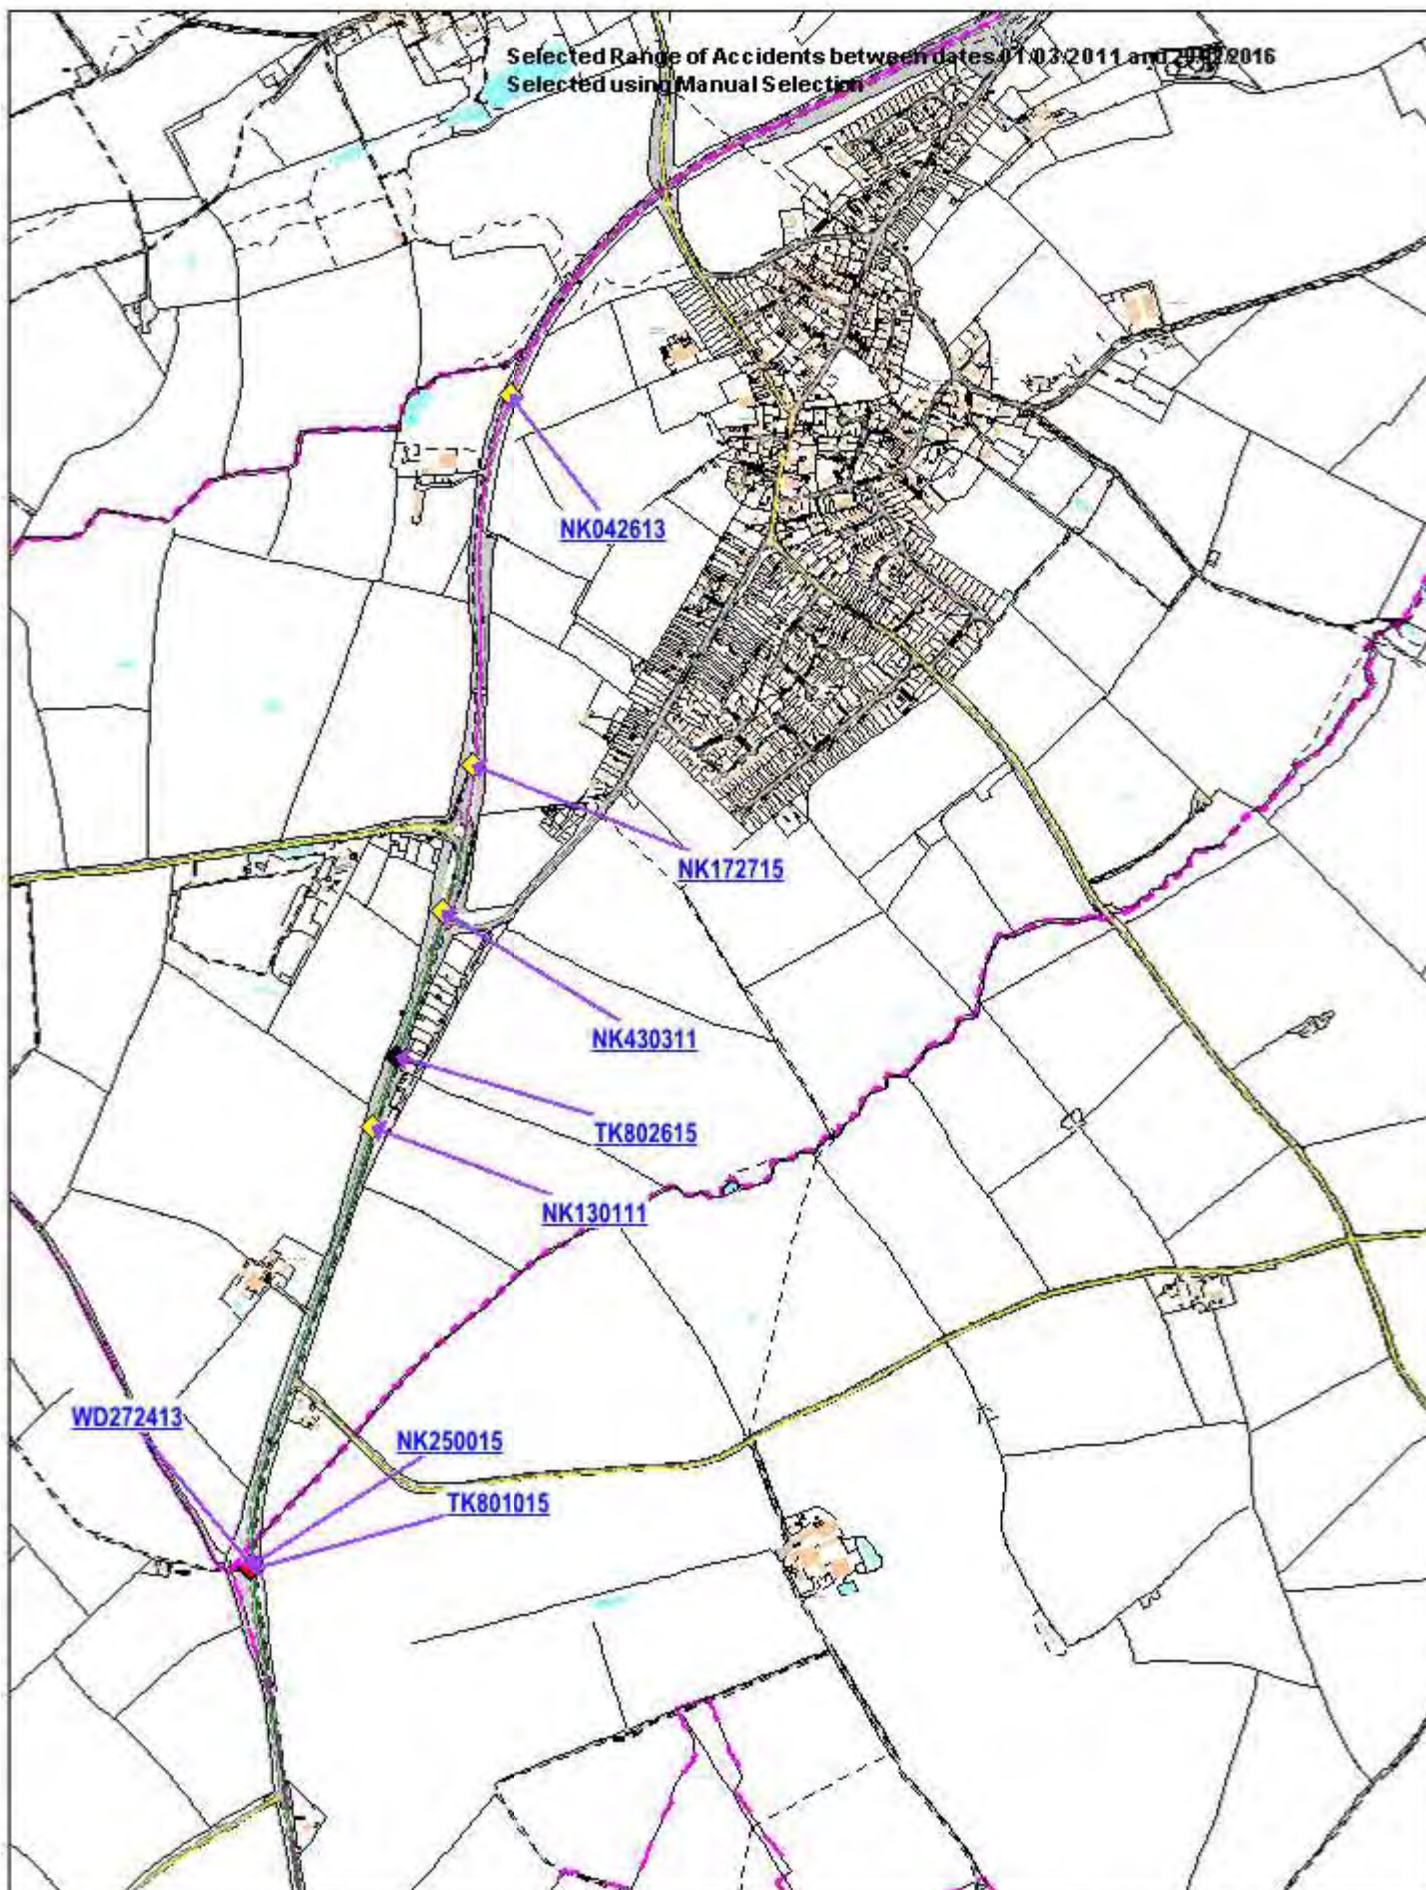 Selected Range of Accidents between dates 01/03/2011 and
Selected using Manual Selection
NK042613
NK172715
NK430311
TK802615
NK130111
WD272413
NK250015
TK801015